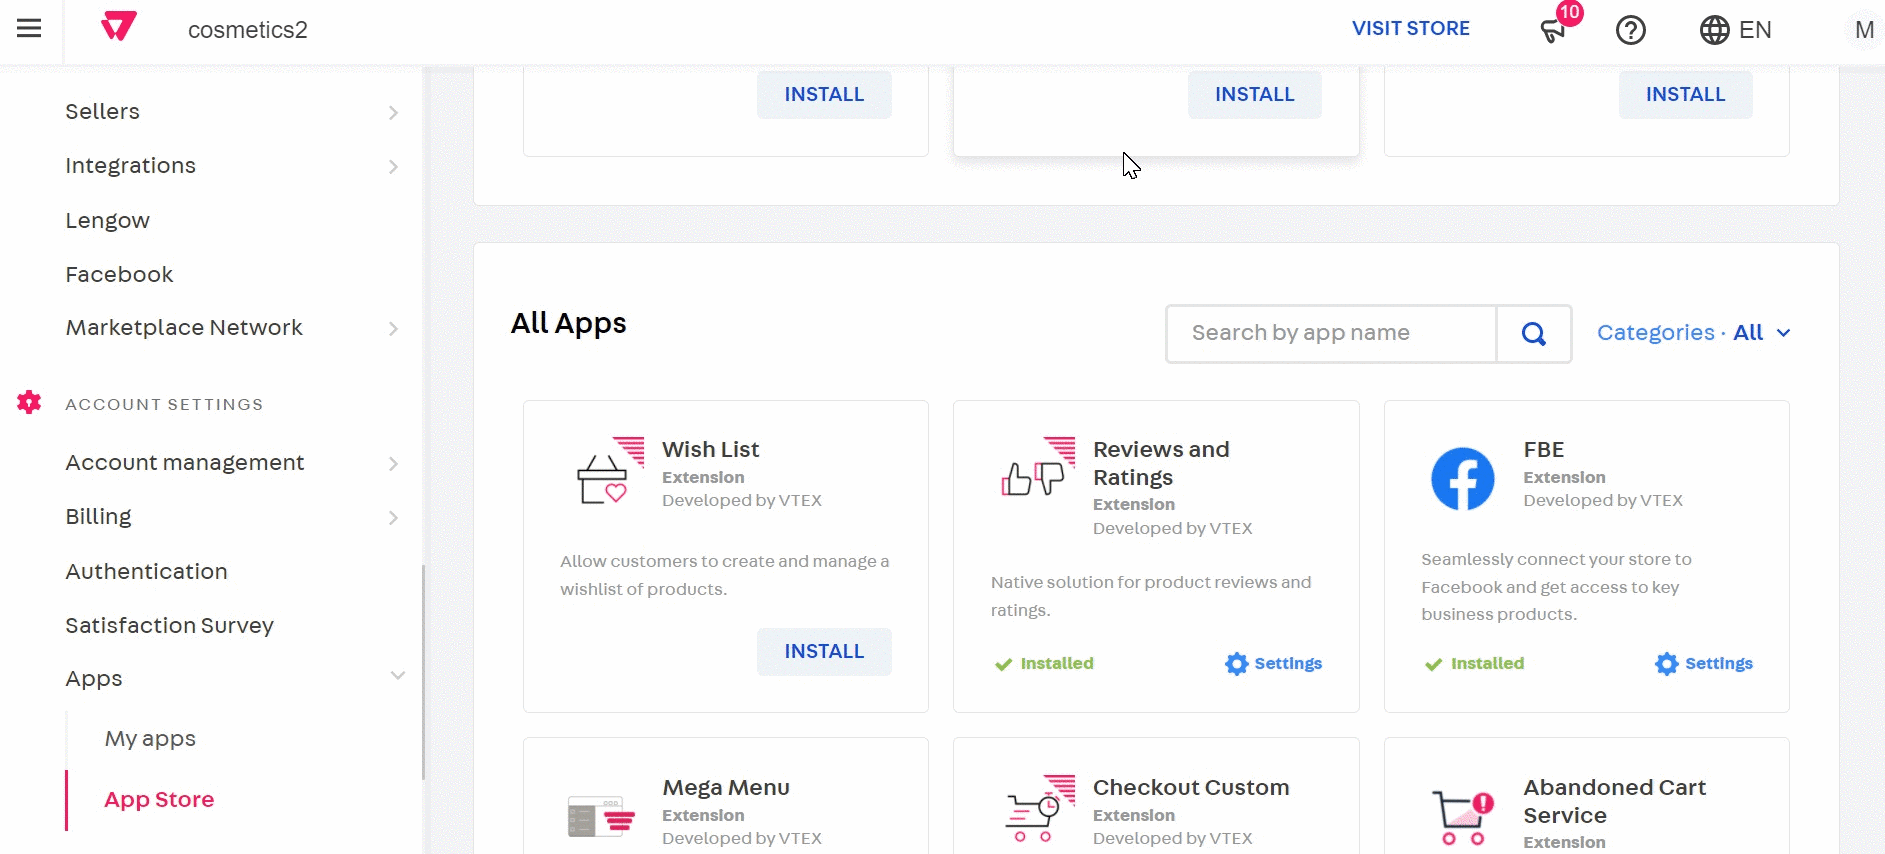 cosmetics2
VISIT STORE
10
EN
M
Sellers
Integrations
Lengow
Facebook
Marketplace Network
ACCOUNT SETTINGS
Account management
Billing
Authentication
Satisfaction Survey
Apps
My apps
App Store
INSTALL
INSTALL
INSTALL
All Apps
Search by app name
Categories · All
Wish List
Extension
Developed by VTEX
Allow customers to create and manage a
wishlist of products.
INSTALL
Reviews and
Ratings
Extension
Developed by VTEX
Native solution for product reviews and
ratings.
Installed
Settings
FBE
Extension
Developed by VTEX
Seamlessly connect your store to
Facebook and get access to key
business products.
Installed
Settings
Mega Menu
Extension
Developed by VTEX
Checkout Custom
Extension
Developed by VTEX
Abandoned Cart
Service
Extension